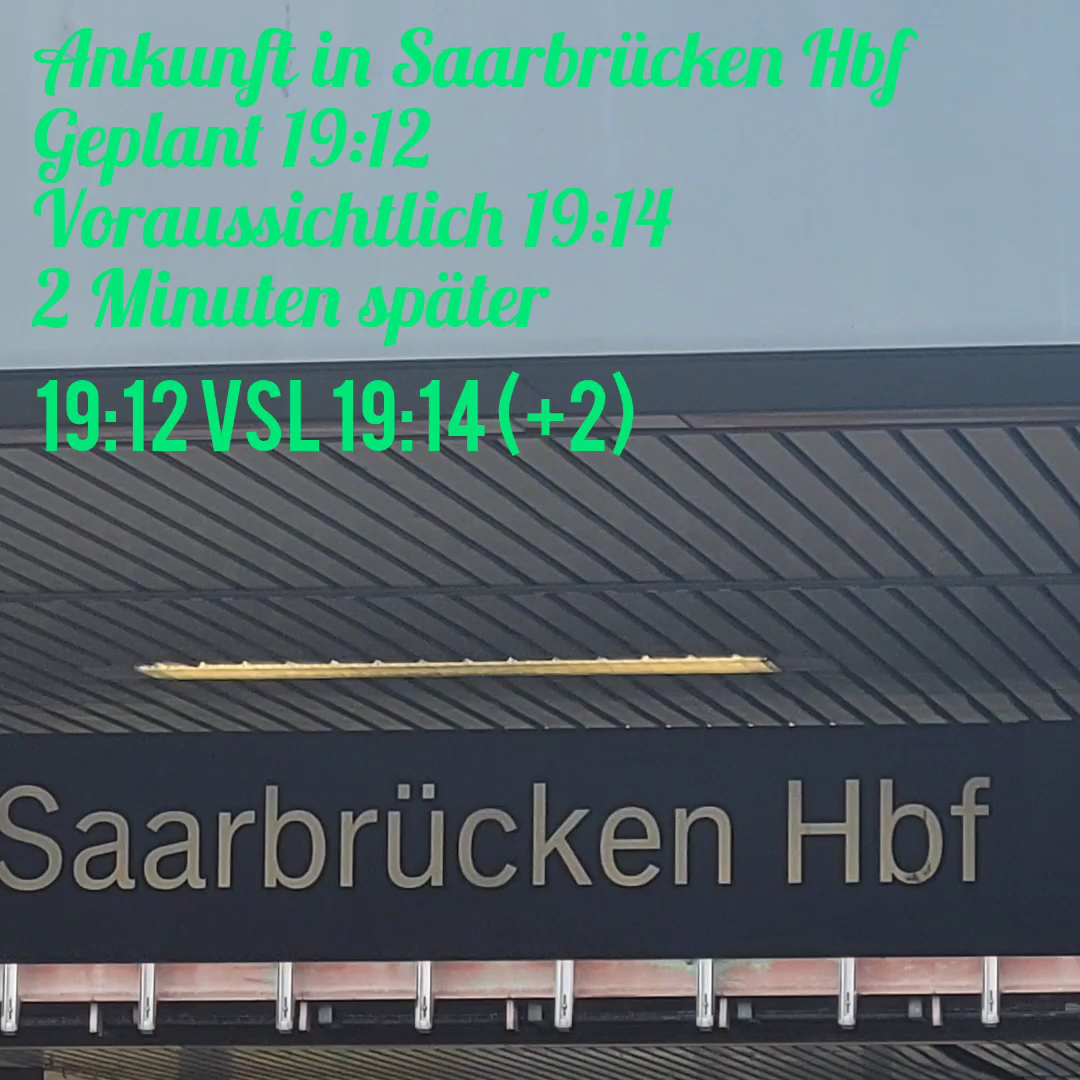 Ankunft in Saarbrücken Hbf
Geplant 19:12
Voraussichtlich 19:14
2 Minuten später
19:12 VSL 19:14 (+2)
Saarbrücken Hbf